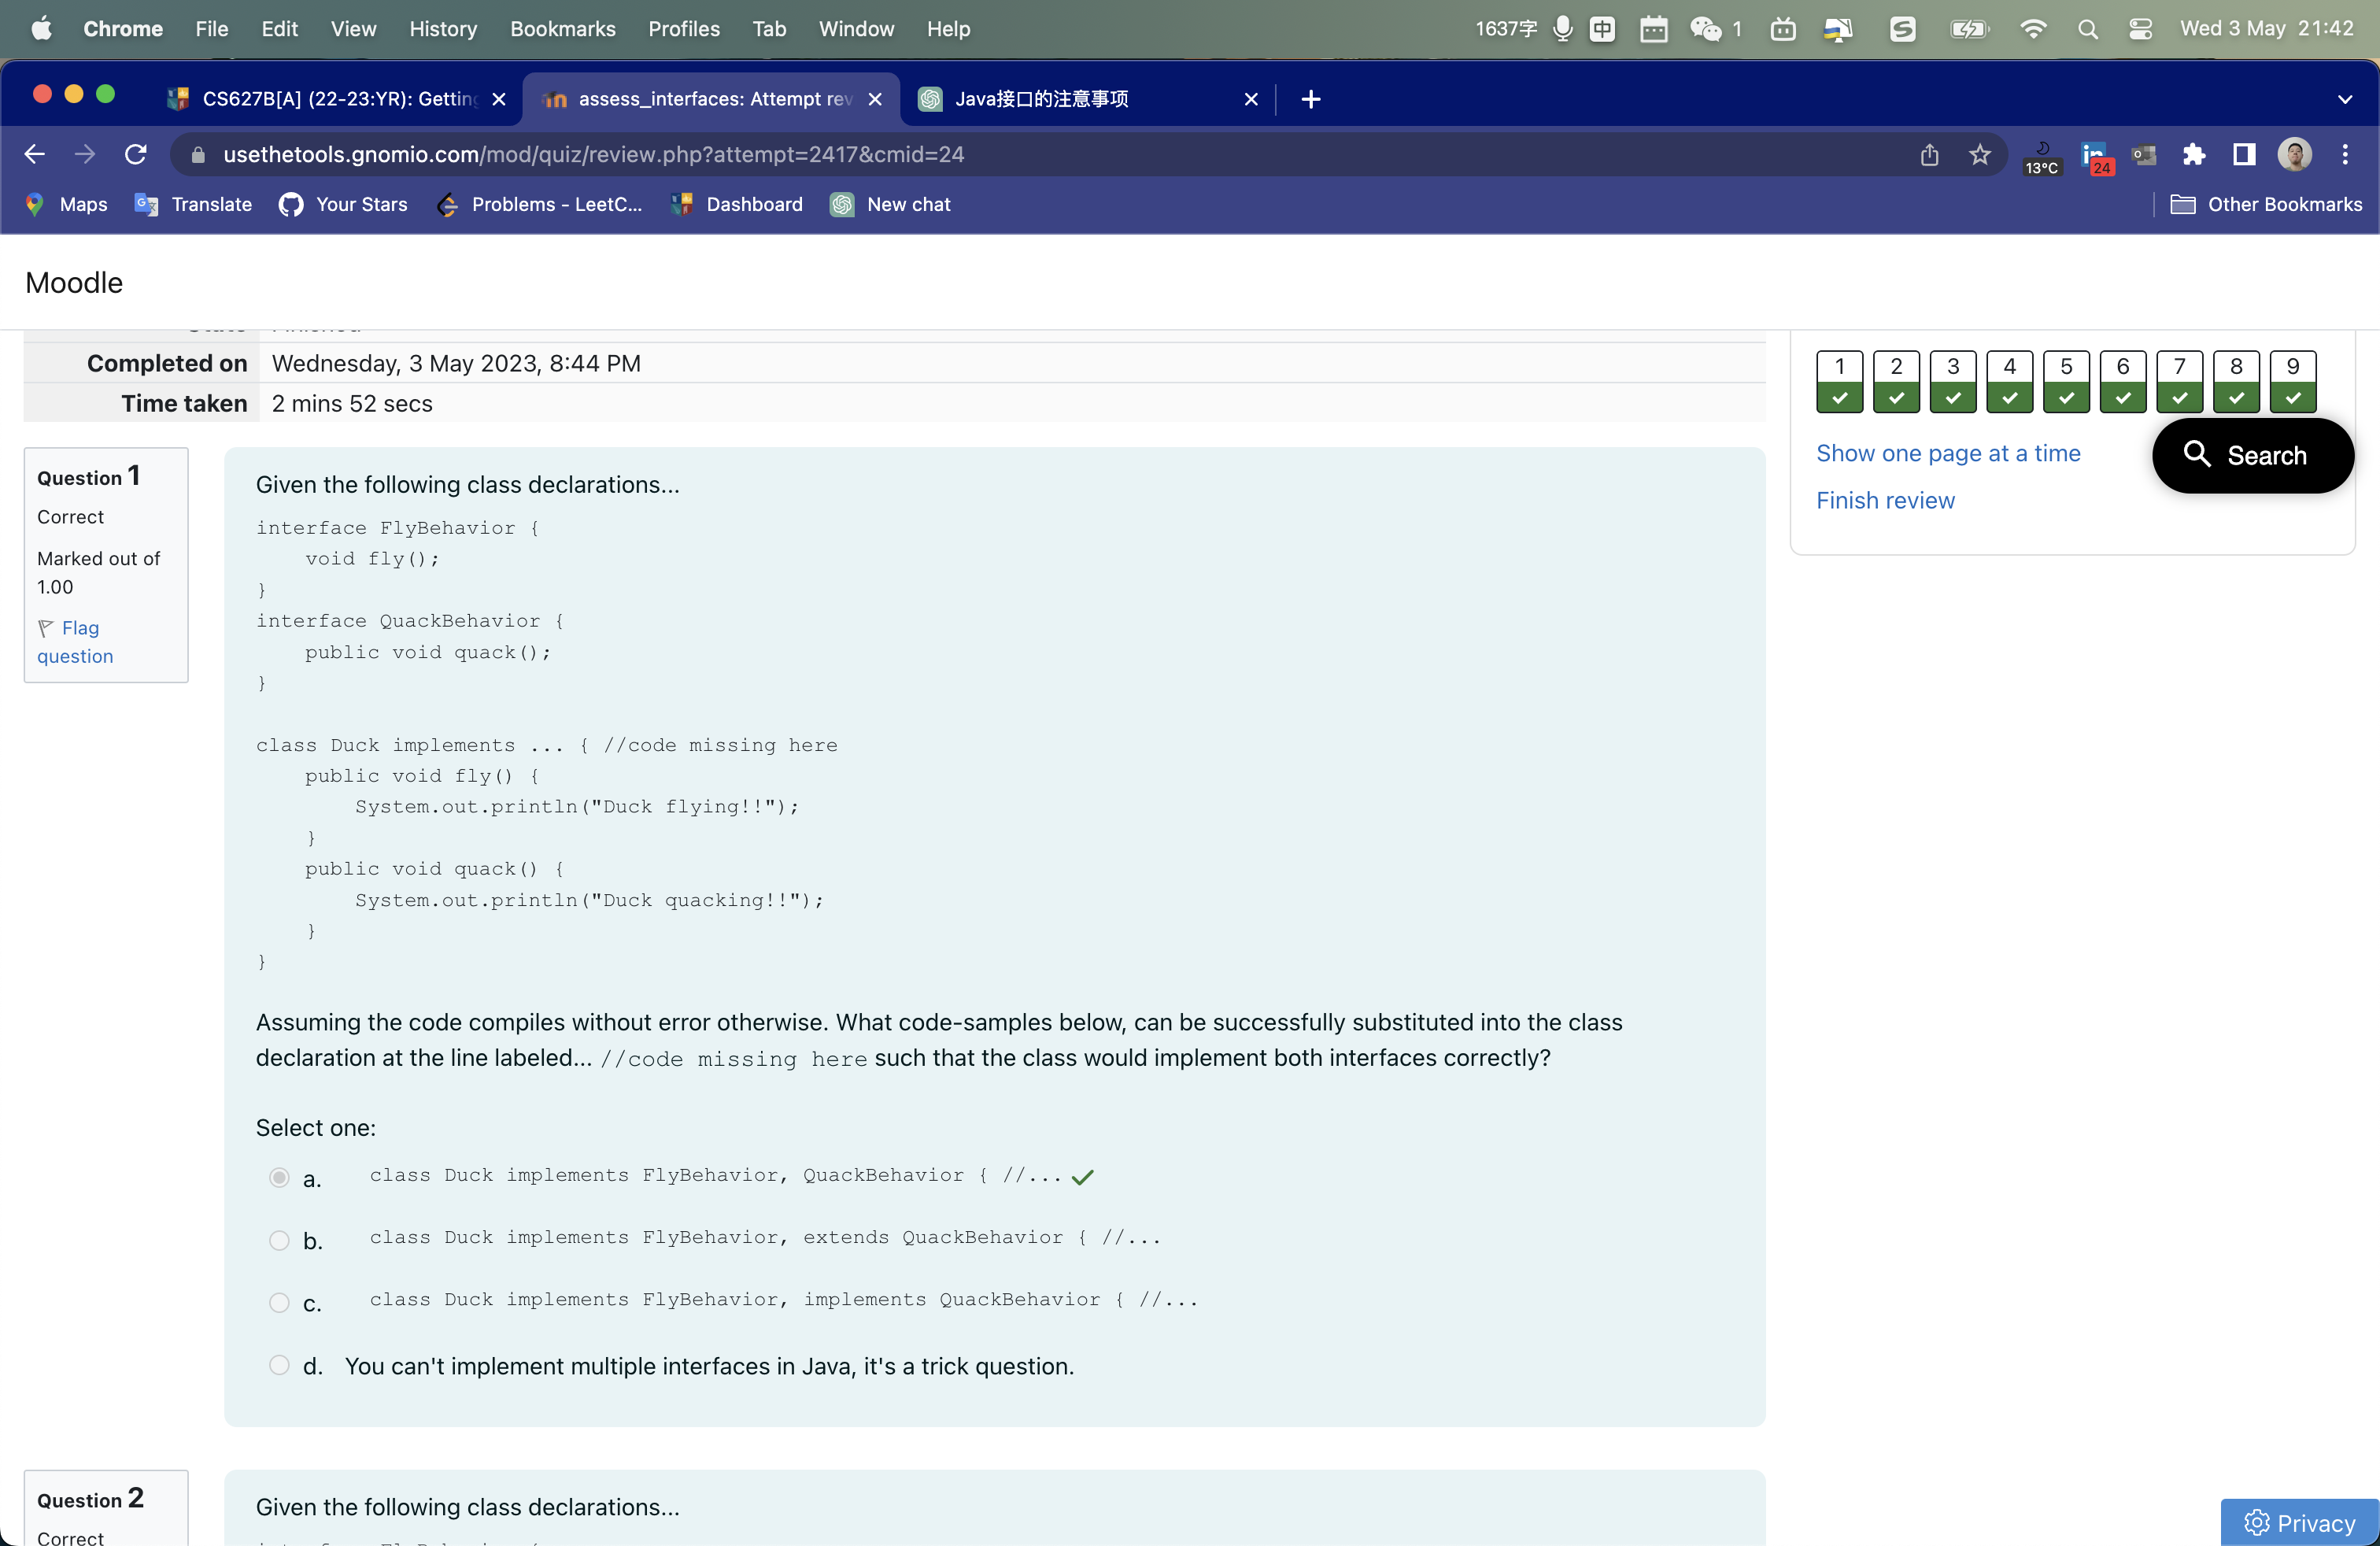 Chrome File Edit View History Bookmarks Profiles Tab Window Help 1637字 中 1 Wed 3 May 21:42
CS627B[A] (22-23:YR): Getting assess_interfaces: Attempt rev Java接口的注意事项
usethetools.gnomio.com/mod/quiz/review.php?attempt=2417&cmid=24 13°C 24
Maps Translate Your Stars Problems - LeetC... Dashboard New chat Other Bookmarks
Moodle
State Finished
Completed on Wednesday, 3 May 2023, 8:44 PM
Time taken 2 mins 52 secs
1 2 3 4 5 6 7 8 9
Show one page at a time
Search
Finish review
Question 1
Correct
Marked out of
1.00
Flag
question
Given the following class declarations...
interface FlyBehavior {
    void fly();
}
interface QuackBehavior {
    public void quack();
}
class Duck implements ... { //code missing here
    public void fly() {
        System.out.println("Duck flying!!");
    }
    public void quack() {
        System.out.println("Duck quacking!!");
    }
}
Assuming the code compiles without error otherwise. What code-samples below, can be successfully substituted into the class
declaration at the line labeled... //code missing here such that the class would implement both interfaces correctly?
Select one:
a. class Duck implements FlyBehavior, QuackBehavior { //...
b. class Duck implements FlyBehavior, extends QuackBehavior { //...
c. class Duck implements FlyBehavior, implements QuackBehavior { //...
d. You can't implement multiple interfaces in Java, it's a trick question.
Question 2
Correct
Given the following class declarations...
Privacy